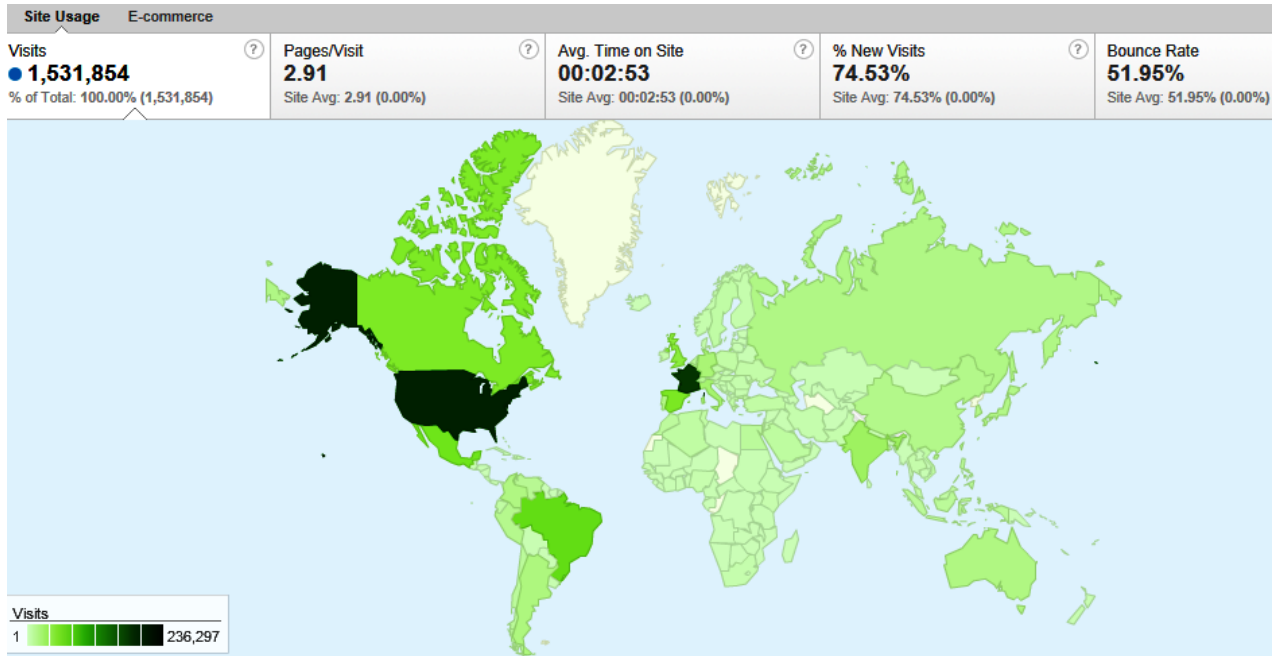 Site Usage E-commerce
Visits ?
1,531,854
% of Total: 100.00% (1,531,854)
Pages/Visit ?
2.91
Site Avg: 2.91 (0.00%)
Avg. Time on Site ?
00:02:53
Site Avg: 00:02:53 (0.00%)
% New Visits ?
74.53%
Site Avg: 74.53% (0.00%)
Bounce Rate
51.95%
Site Avg: 51.95% (0.00%)
Visits
1 236,297